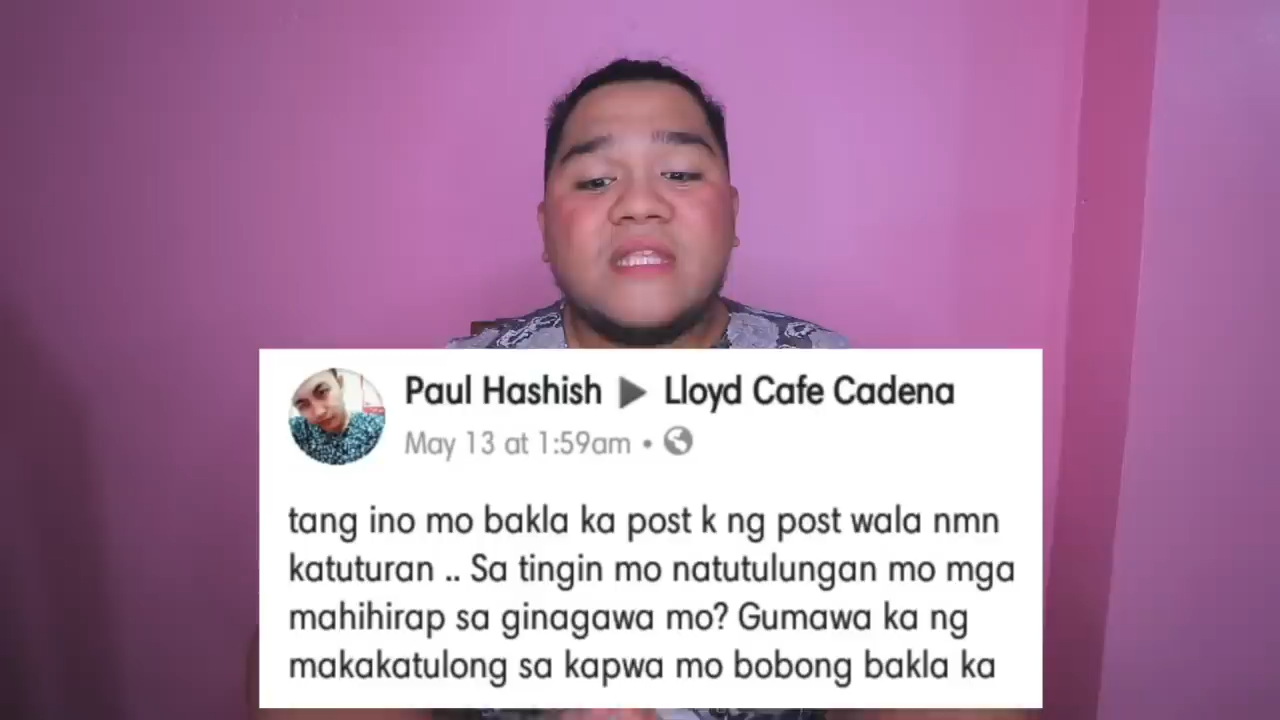 Paul Hashish ▶ Lloyd Cafe Cadena
May 13 at 1:59am •
tang ino mo bakla ka post k ng post wala nmn
katuturan .. Sa tingin mo natutulungan mo mga
mahihirap sa ginagawa mo? Gumawa ka ng
makakatulong sa kapwa mo bobong bakla ka